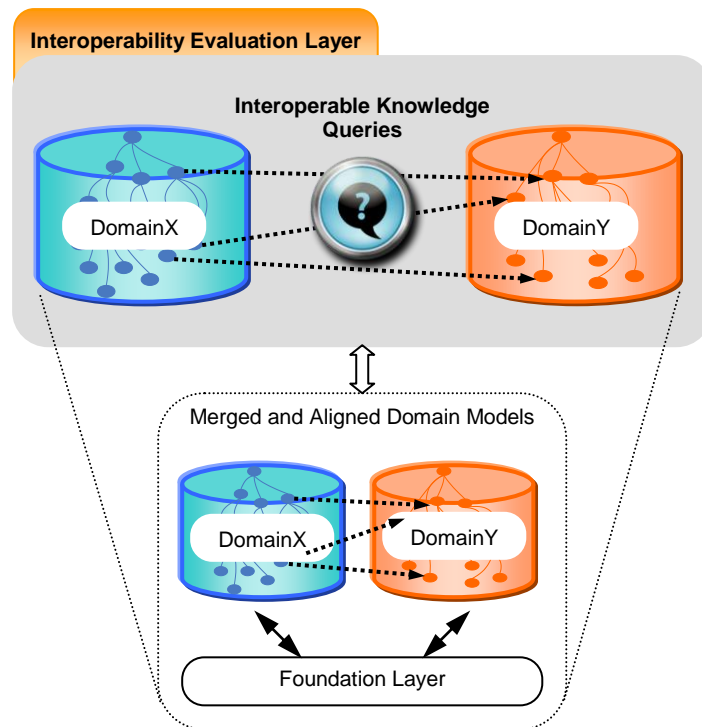 Interoperability Evaluation Layer
Interoperable Knowledge
Queries
?
DomainX
DomainY
Merged and Aligned Domain Models
DomainX
DomainY
Foundation Layer